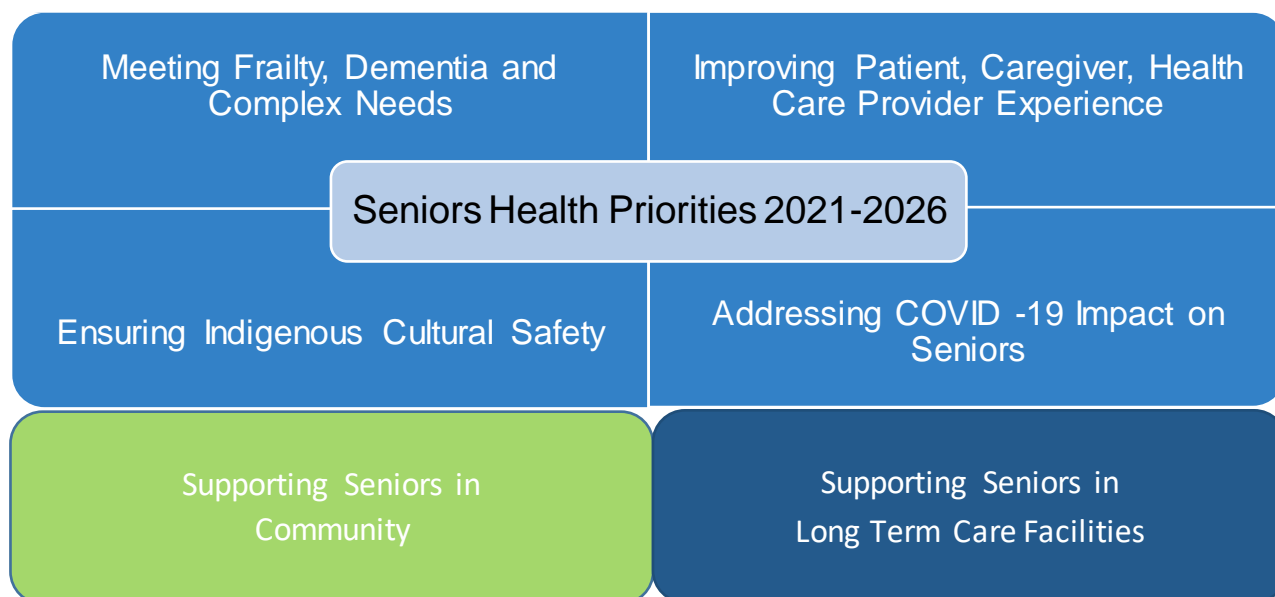 Meeting Frailty, Dementia and
Complex Needs
Improving Patient, Caregiver, Health
Care Provider Experience
Seniors Health Priorities 2021-2026
Ensuring Indigenous Cultural Safety
Addressing COVID -19 Impact on
Seniors
Supporting Seniors in
Community
Supporting Seniors in
Long Term Care Facilities